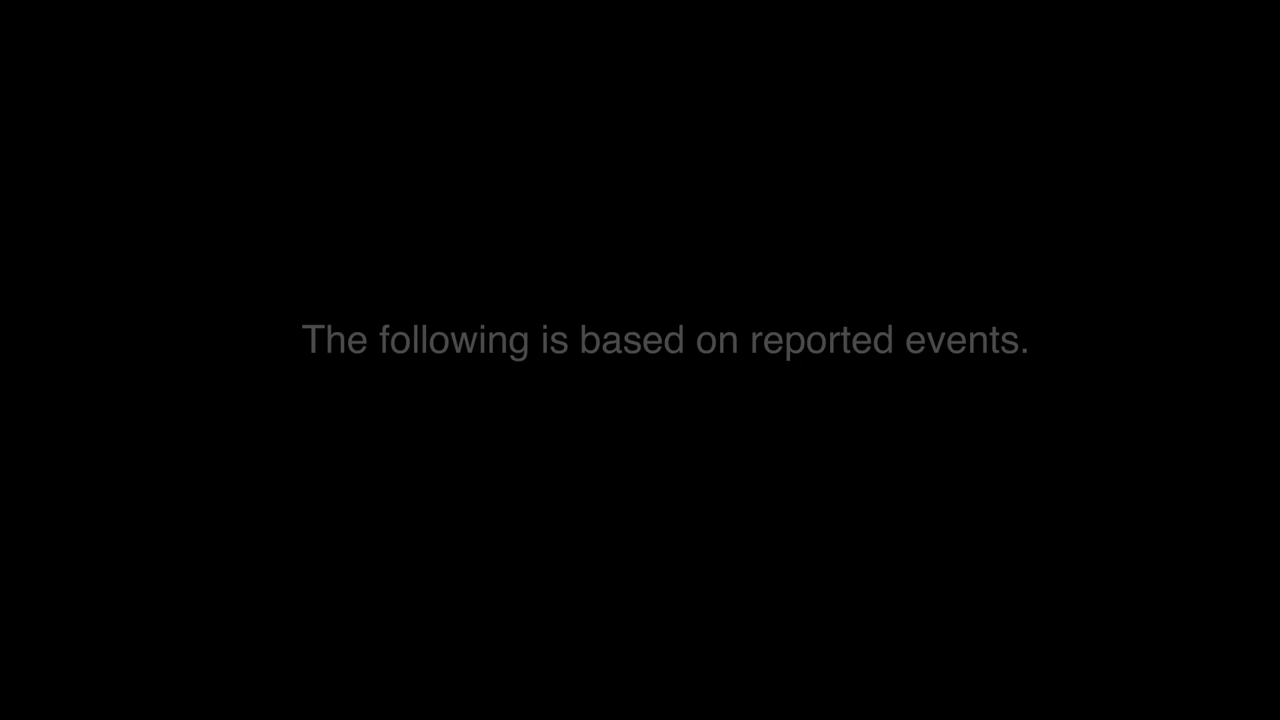 The following is based on reported events.